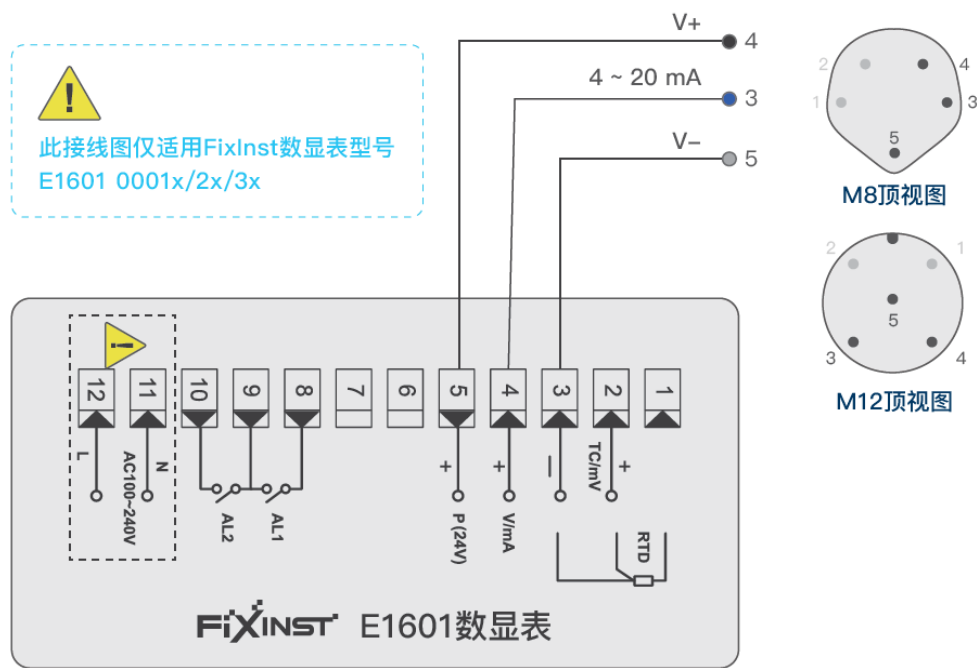 V+
4
4 ~ 20 mA
3
V−
5
!
此接线图仅适用FixInst数显表型号
E1601 0001x/2x/3x
2
4
1
3
5
M8顶视图
2
1
5
3
4
M12顶视图
!
12
11
10
9
8
7
6
5
4
3
2
1
L
AC100~240V
N
AL2
AL1
+
P(24V)
+
V/mA
—
TC/mV
+
RTD
FiXINST E1601数显表